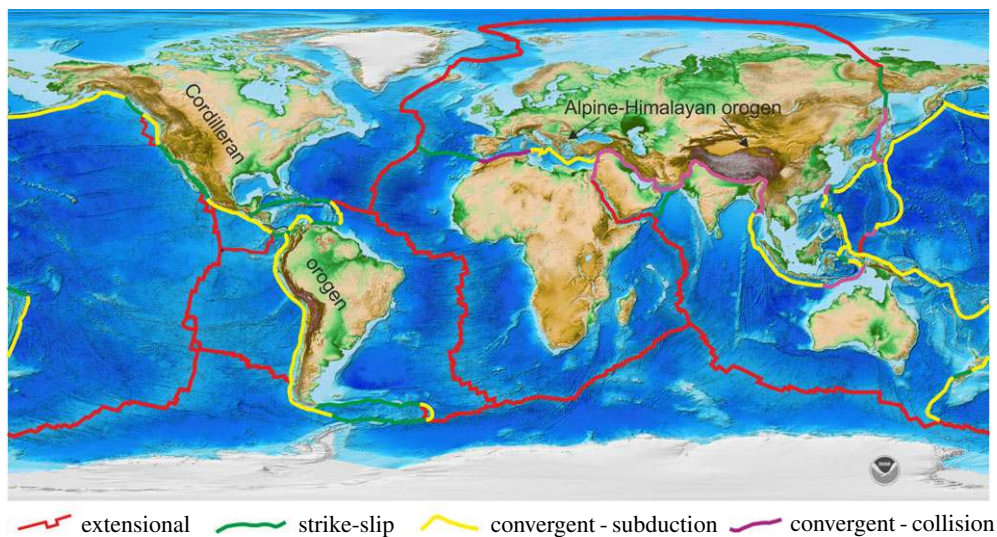 Cordilleran
Alpine-Himalayan orogen
orogen
extensional
strike-slip
convergent - subduction
convergent - collision